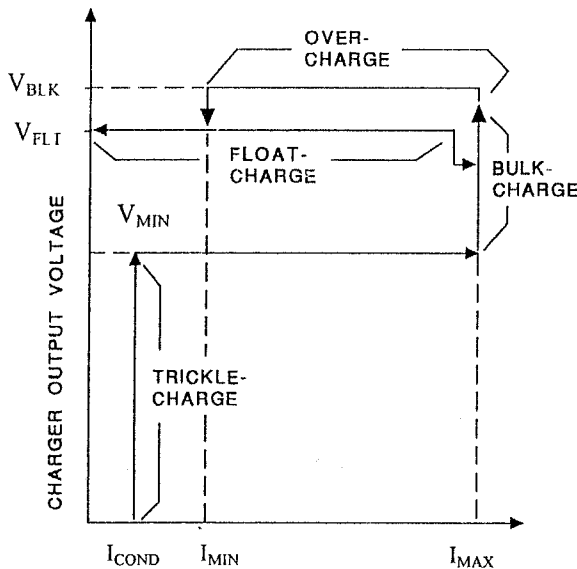 OVER-
CHARGE
V_BLK
V_FLT
FLOAT-
CHARGE
BULK-
CHARGE
V_MIN
CHARGER OUTPUT VOLTAGE
TRICKLE-
CHARGE
I_COND
I_MIN
I_MAX